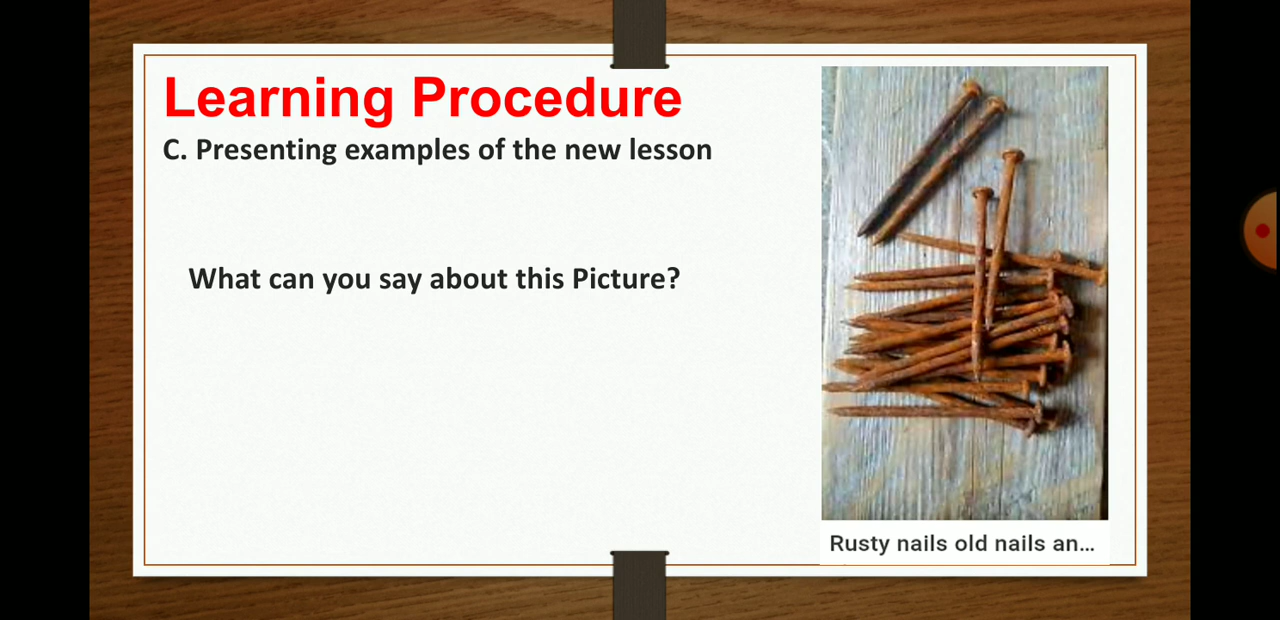 Learning Procedure
C. Presenting examples of the new lesson
What can you say about this Picture?
Rusty nails old nails an...